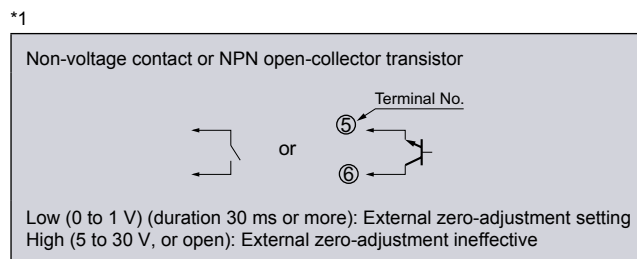 *1
Non-voltage contact or NPN open-collector transistor
Terminal No.
⑤
or
⑥
Low (0 to 1 V) (duration 30 ms or more): External zero-adjustment setting
High (5 to 30 V, or open): External zero-adjustment ineffective